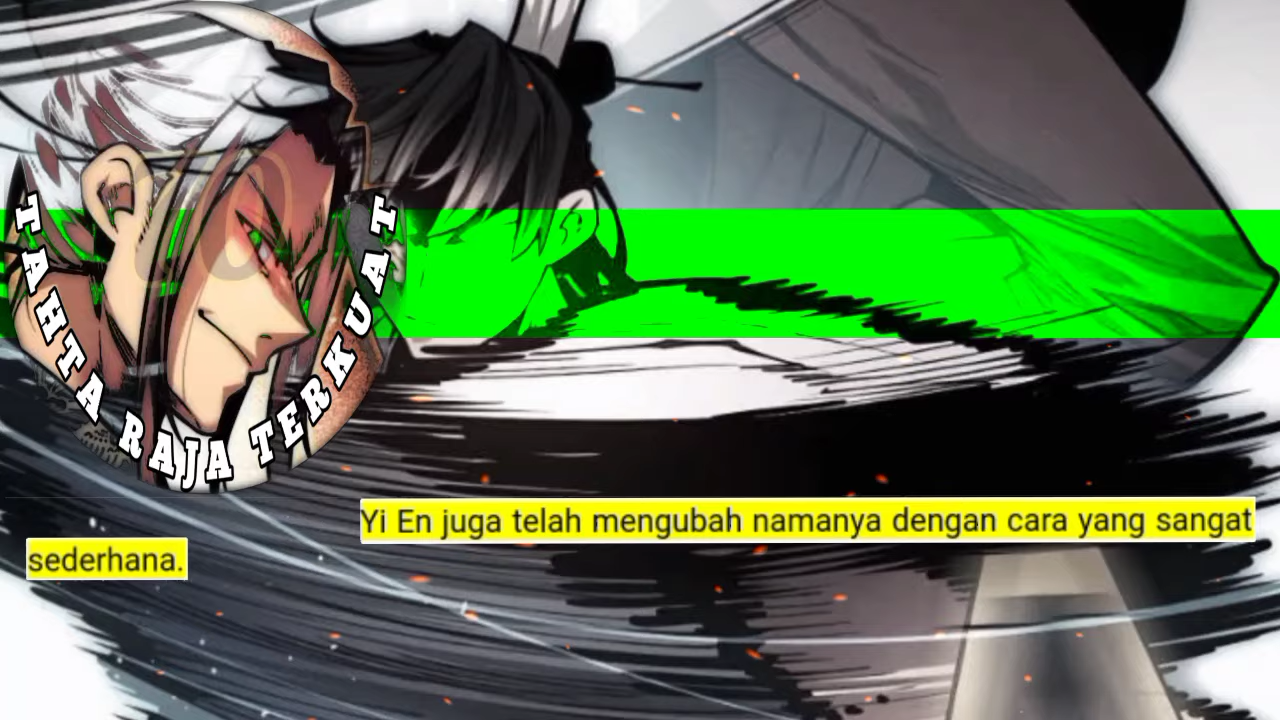 TAHTA RAJA TERKUAT
Yi En juga telah mengubah namanya dengan cara yang sangat
sederhana.